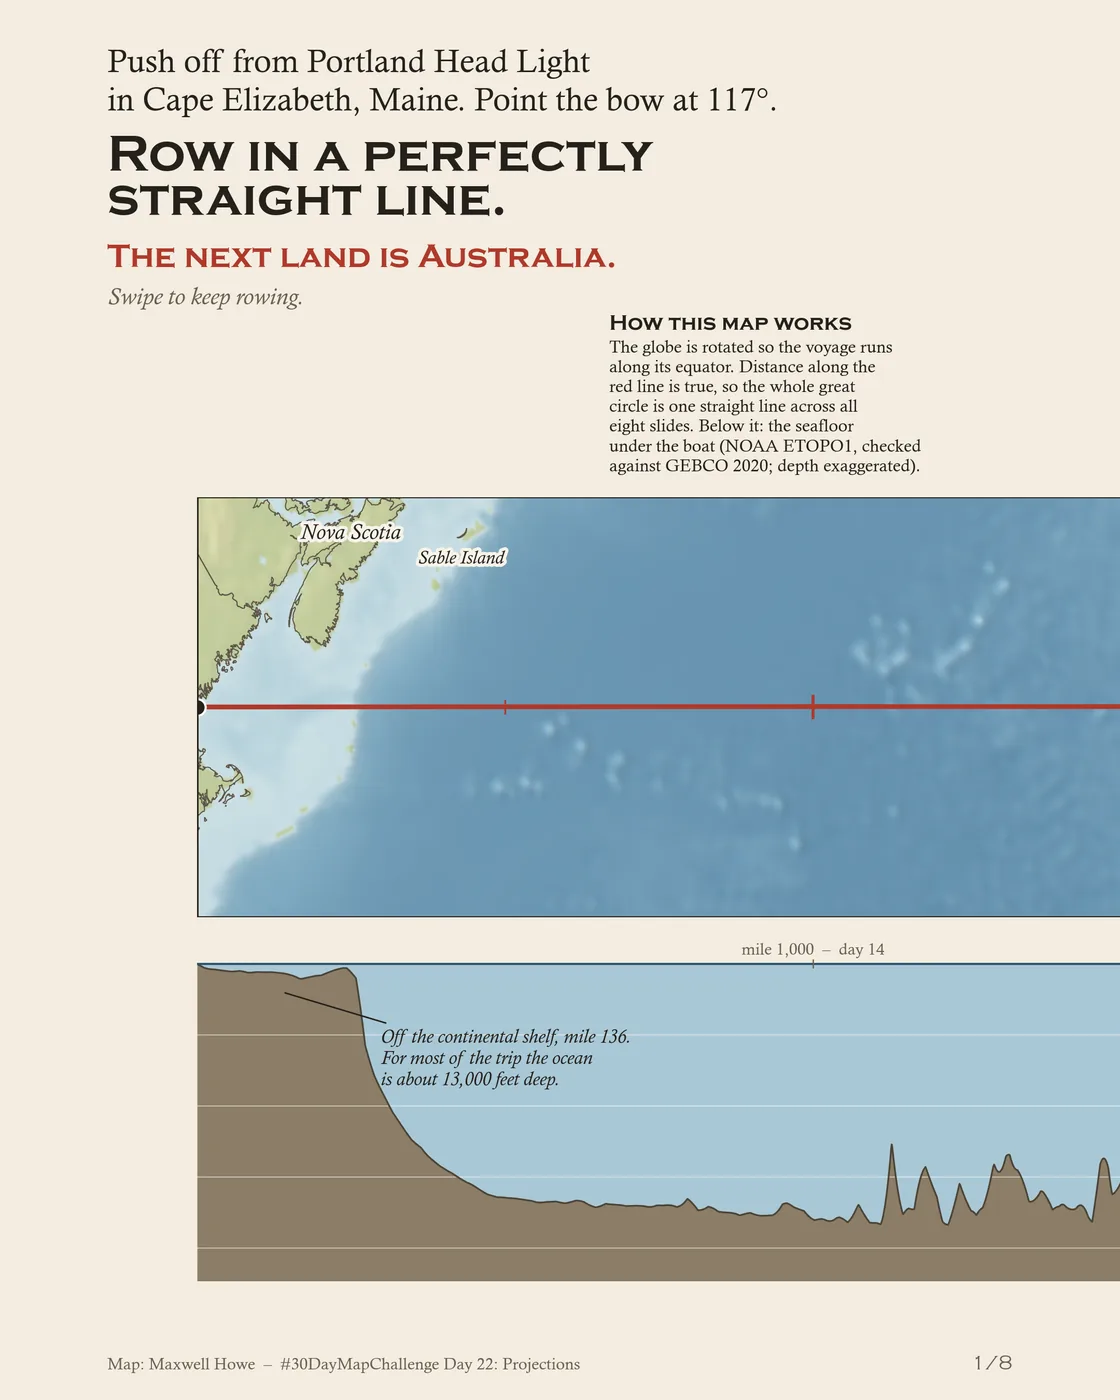 Push off from Portland Head Light
in Cape Elizabeth, Maine. Point the bow at 117°.
ROW IN A PERFECTLY
STRAIGHT LINE.
THE NEXT LAND IS AUSTRALIA.
Swipe to keep rowing.
HOW THIS MAP WORKS
The globe is rotated so the voyage runs
along its equator. Distance along the
red line is true, so the whole great
circle is one straight line across all
eight slides. Below it: the seafloor
under the boat (NOAA ETOPO1, checked
against GEBCO 2020; depth exaggerated).
Nova Scotia
Sable Island
mile 1,000 – day 14
Off the continental shelf, mile 136.
For most of the trip the ocean
is about 13,000 feet deep.
Map: Maxwell Howe – #30DayMapChallenge Day 22: Projections
1/8